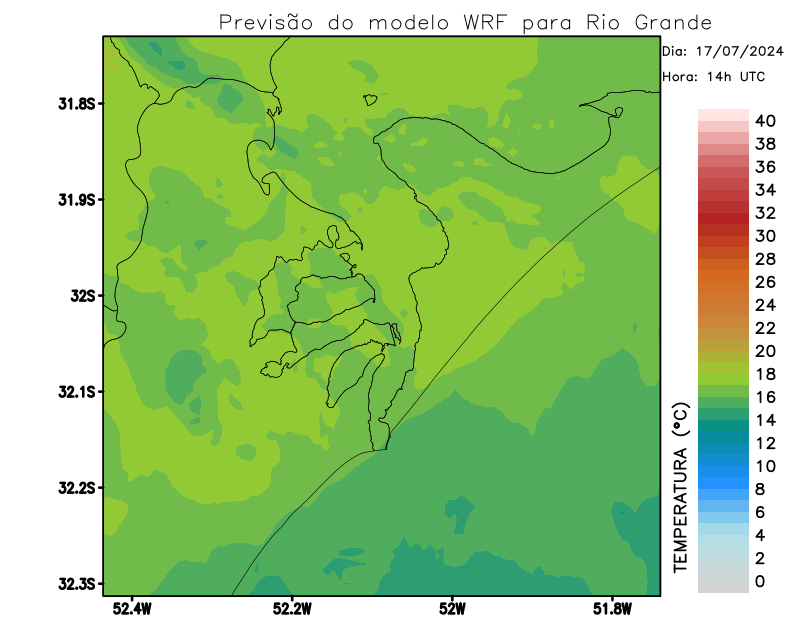 Previsão do modelo WRF para Rio Grande
Dia: 17/07/2024
Hora: 14h UTC
31.8S
31.9S
32S
32.1S
32.2S
32.3S
52.4W
52.2W
52W
51.8W
TEMPERATURA (°C)
40
38
36
34
32
30
28
26
24
22
20
18
16
14
12
10
8
6
4
2
0